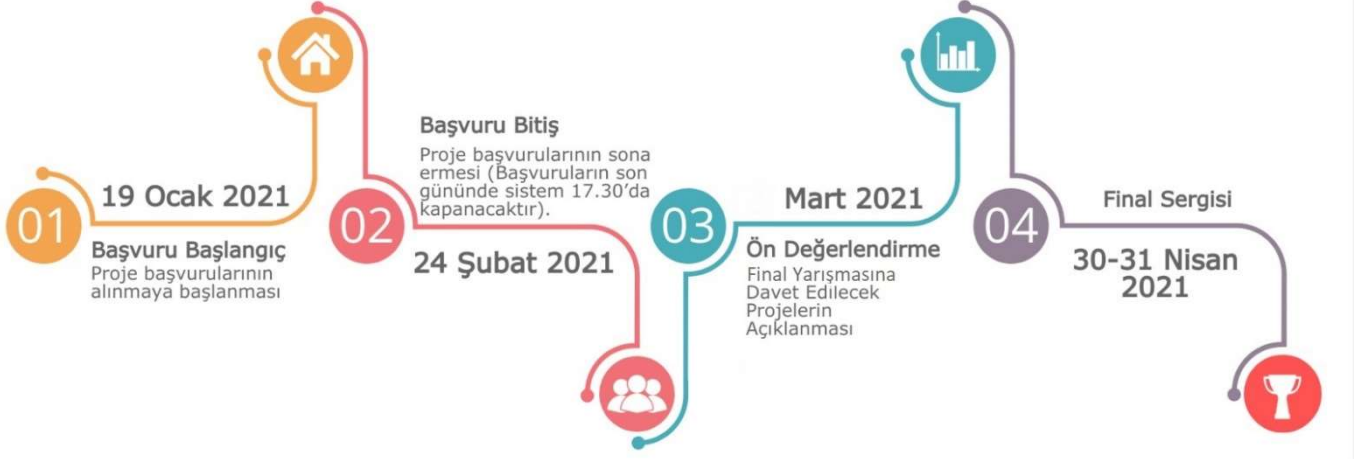 01
19 Ocak 2021
Başvuru Başlangıç
Proje başvurularının
alınmaya başlanması
02
Başvuru Bitiş
Proje başvurularının sona
ermesi (Başvuruların son
gününde sistem 17.30’da
kapanacaktır).
24 Şubat 2021
03
Mart 2021
Ön Değerlendirme
Final Yarışmasına
Davet Edilecek
Projelerin
Açıklanması
04
Final Sergisi
30-31 Nisan
2021